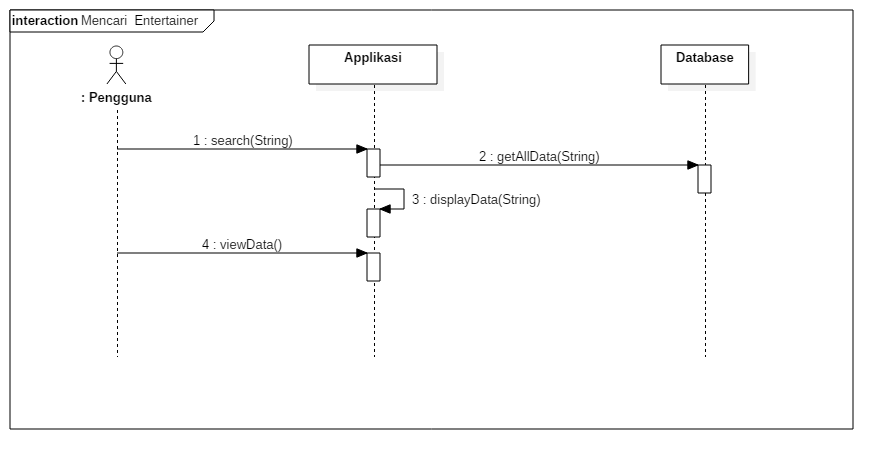 interaction Mencari Entertainer
: Pengguna
Applikasi
Database
1 : search(String)
2 : getAllData(String)
3 : displayData(String)
4 : viewData()